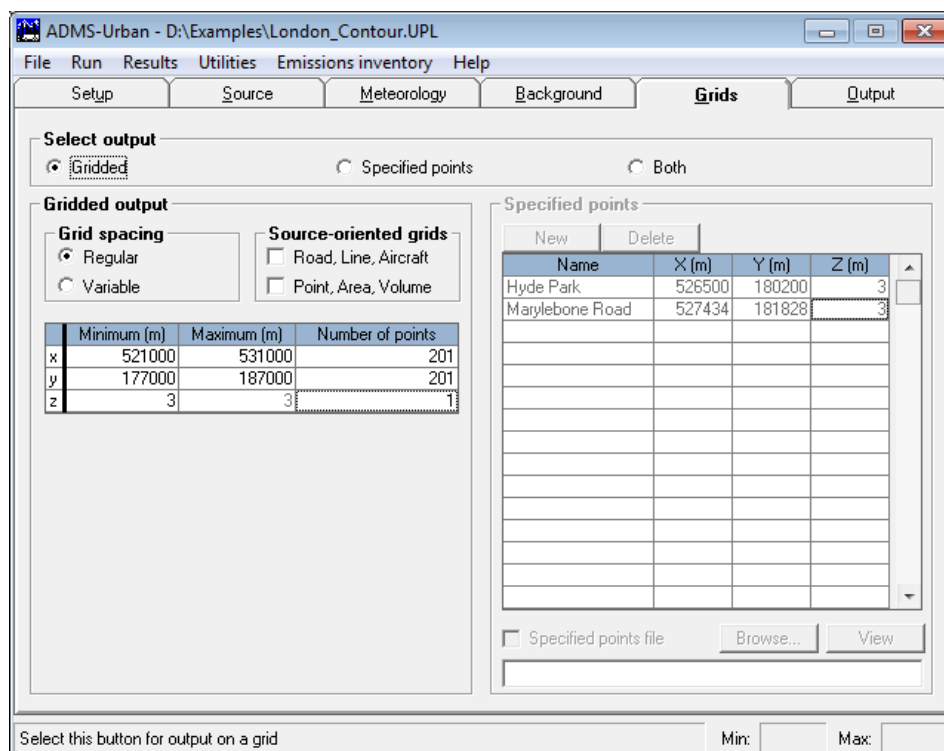 ADMS-Urban - D:\Examples\London_Contour.UPL
File Run Results Utilities Emissions inventory Help
Setup Source Meteorology Background Grids Output
Select output
Gridded Specified points Both
Gridded output
Grid spacing
Regular
Variable
Source-oriented grids
Road, Line, Aircraft
Point, Area, Volume
Minimum (m) Maximum (m) Number of points
x 521000 531000 201
y 177000 187000 201
z 3 3 1
Specified points
New Delete
Name X (m) Y (m) Z (m)
Hyde Park 526500 180200 3
Marylebone Road 527434 181828 3
Specified points file Browse... View
Select this button for output on a grid Min: Max: